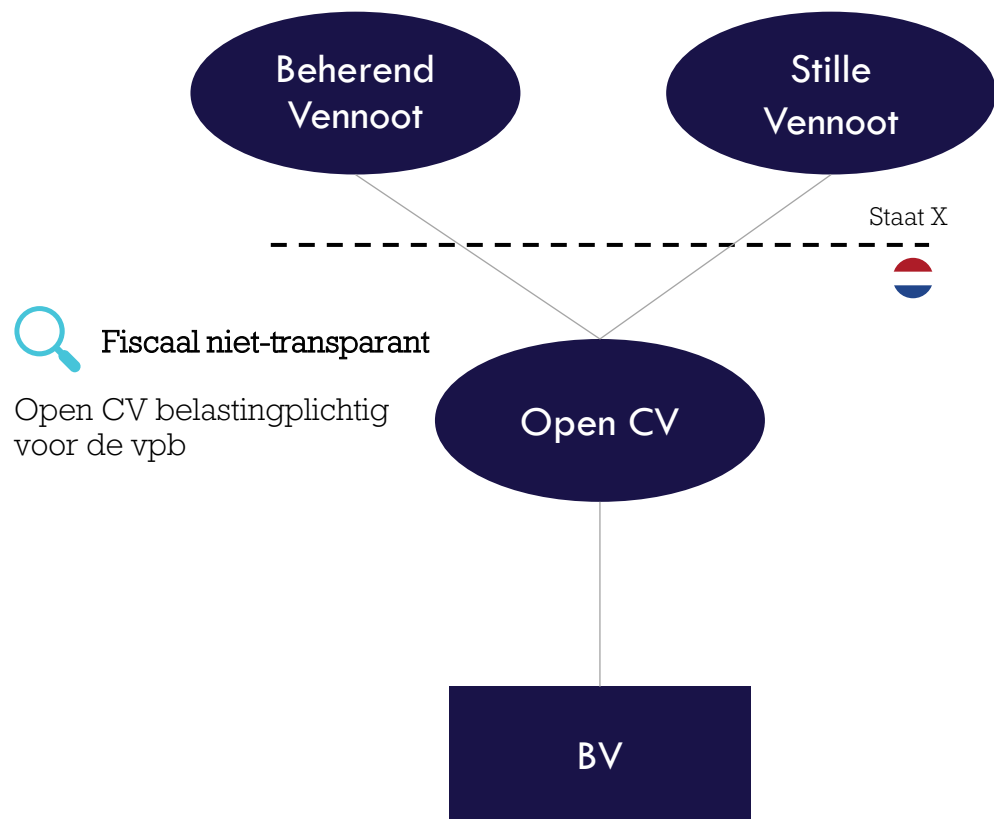 Beherend
Vennoot
Stille
Vennoot
Staat X
Fiscaal niet-transparant
Open CV belastingplichtig
voor de vpb
Open CV
BV